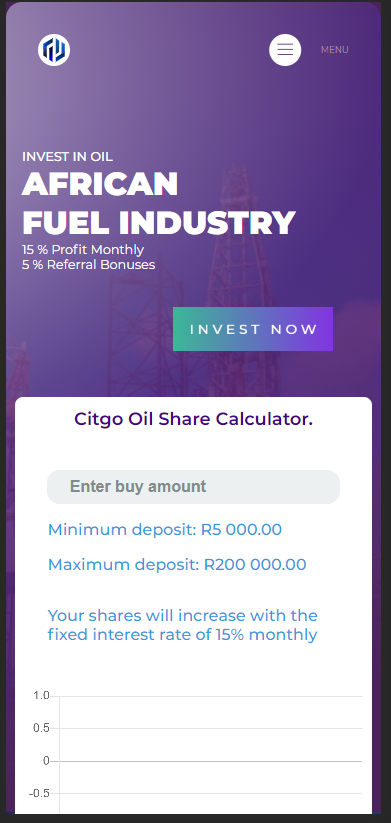 MENU
INVEST IN OIL
AFRICAN
FUEL INDUSTRY
15 % Profit Monthly
5 % Referral Bonuses
INVEST NOW
Citgo Oil Share Calculator.
Enter buy amount
Minimum deposit: R5 000.00
Maximum deposit: R200 000.00
Your shares will increase with the
fixed interest rate of 15% monthly
1.0
0.5
0
-0.5